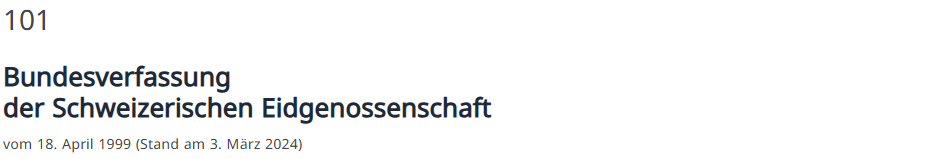 101
Bundesverfassung
der Schweizerischen Eidgenossenschaft
vom 18. April 1999 (Stand am 3. März 2024)